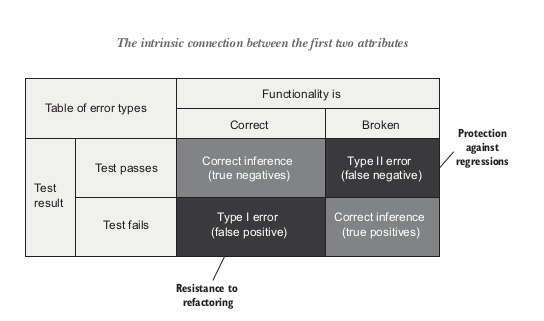 The intrinsic connection between the first two attributes
Table of error types
Functionality is
Correct
Broken
Protection
against
regressions
Test
result
Test passes
Correct inference
(true negatives)
Type II error
(false negative)
Test fails
Type I error
(false positive)
Correct inference
(true positives)
Resistance to
refactoring